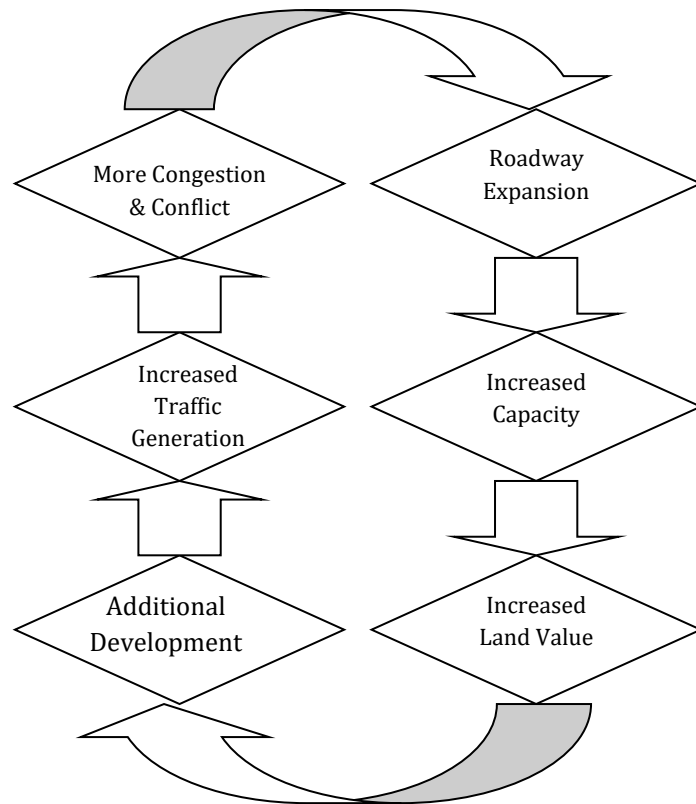 More Congestion
& Conflict
Roadway
Expansion
Increased
Traffic
Generation
Increased
Capacity
Additional
Development
Increased
Land Value